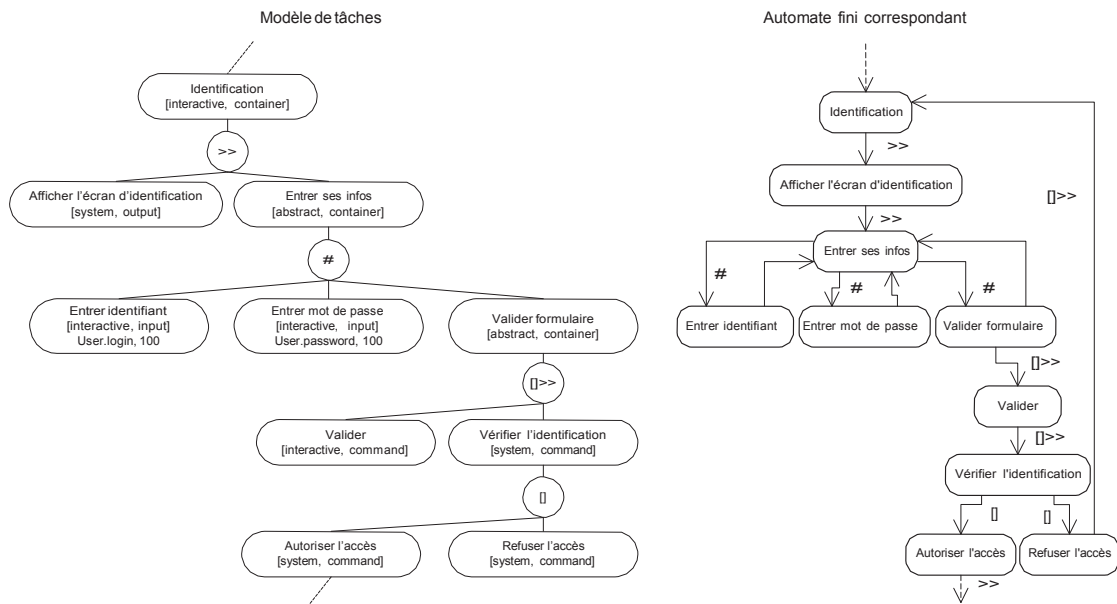 Modèle de tâches
Identification
[interactive, container]
>>
Afficher l'écran d'identification
[system, output]
Entrer ses infos
[abstract, container]
#
Entrer identifiant
[interactive, input]
User.login, 100
Entrer mot de passe
[interactive, input]
User.password, 100
Valider formulaire
[abstract, container]
[]>>
Valider
[interactive, command]
Vérifier l'identification
[system, command]
[]
Autoriser l'accès
[system, command]
Refuser l'accès
[system, command]
Automate fini correspondant
Identification
>>
Afficher l'écran d'identification
[]>>
>>
Entrer ses infos
#
#
#
Entrer identifiant
Entrer mot de passe
Valider formulaire
[]>>
Valider
[]>>
Vérifier l'identification
[]
[]
Autoriser l'accès
Refuser l'accès
>>